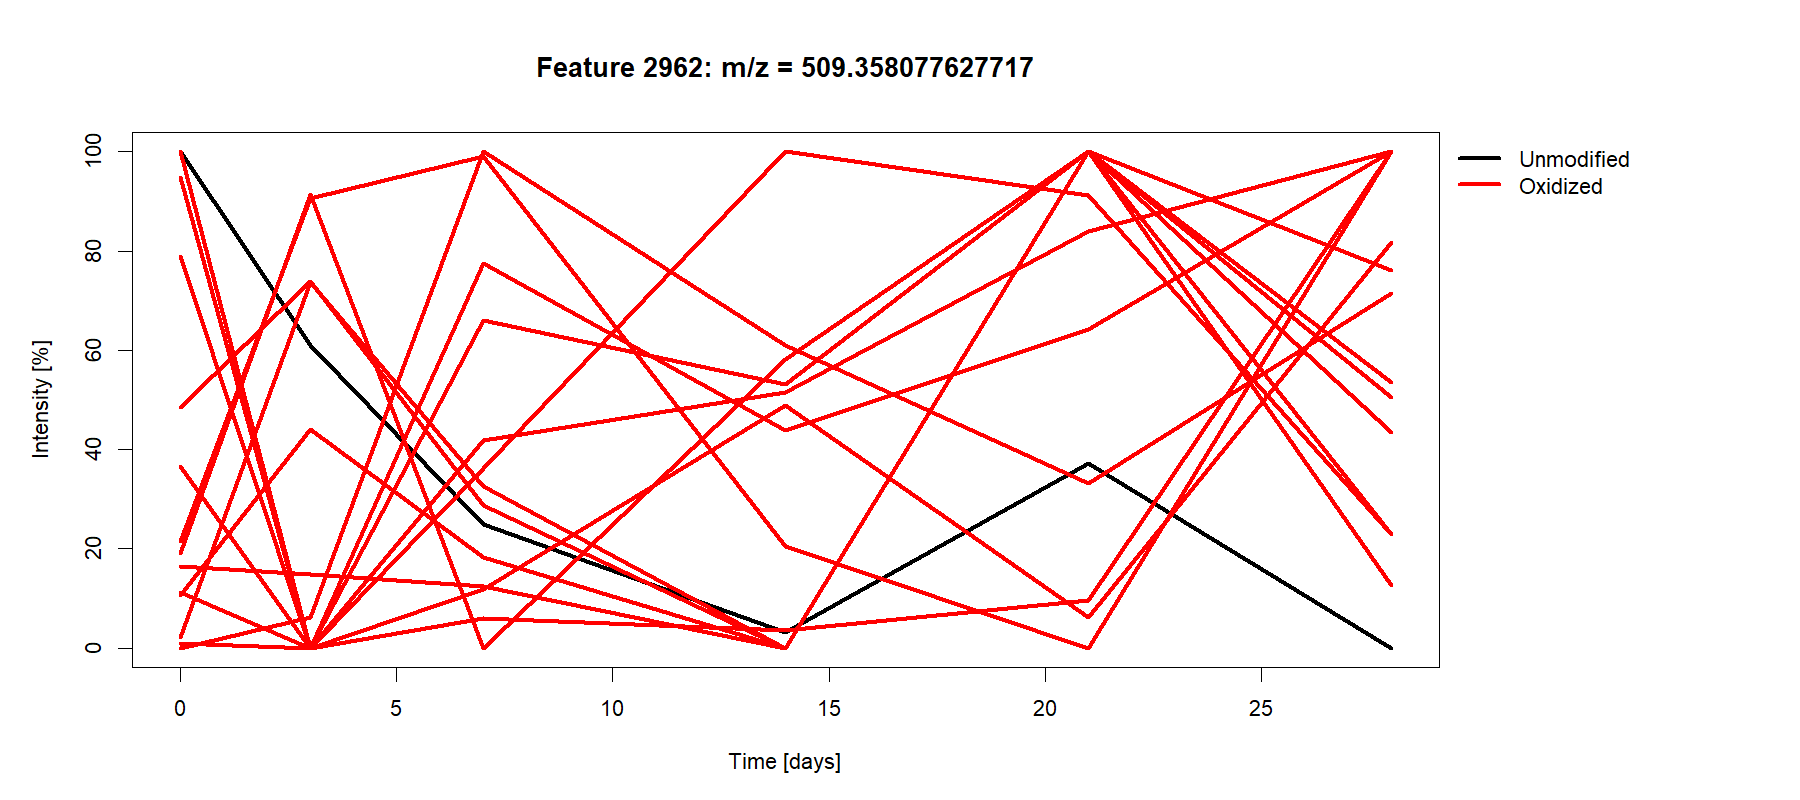 Feature 2962: m/z = 509.358077627717
Unmodified
Oxidized
Intensity [%]
100
80
60
40
20
0
0 5 10 15 20 25
Time [days]